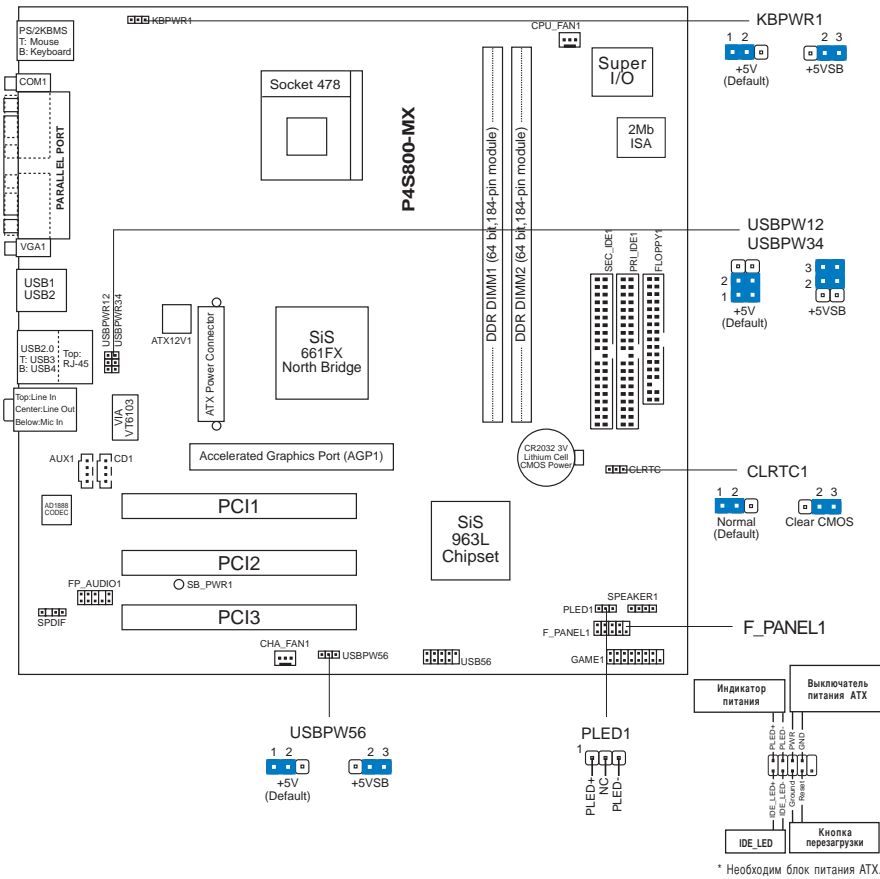 KBPWR1
CPU_FAN1
KBPWR1
PS/2KBMS
T: Mouse
B: Keyboard
1 2
2 3
+5V
(Default)
+5VSB
Super
I/O
COM1
Socket 478
PARALLEL PORT
P4S800-MX
2Mb
ISA
DDR DIMM1 (64 bit,184-pin module)
DDR DIMM2 (64 bit,184-pin module)
USBPW12
USBPW34
VGA1
SEC_IDE1
PRI_IDE1
FLOPPY1
USB1
USB2
2
1
3
2
+5V
(Default)
+5VSB
USBPWR12
USBPWR34
ATX12V1
ATX Power Connector
SiS
661FX
North Bridge
USB2.0
T: USB3
B: USB4
Top:
RJ-45
Top:Line In
Center:Line Out
Below:Mic In
VIA
VT6103
AUX1
CD1
Accelerated Graphics Port (AGP1)
CR2032 3V
Lithium Cell
CMOS Power
CLRTC
CLRTC1
1 2
2 3
Normal
(Default)
Clear CMOS
AD1888
CODEC
PCI1
SiS
963L
Chipset
PCI2
FP_AUDIO1
SB_PWR1
SPDIF
PCI3
SPEAKER1
PLED1
F_PANEL1
F_PANEL1
CHA_FAN1
USBPW56
USB56
GAME1
Индикатор
питания
Выключатель
питания ATX
USBPW56
1 2
2 3
+5V
(Default)
+5VSB
PLED1
1
PLED+
NC
PLED-
PLED+
PLED-
PWR
GND
IDE_LED+
IDE_LED-
Ground
Reset
IDE_LED
Кнопка
перезагрузки
* Необходим блок питания ATX.